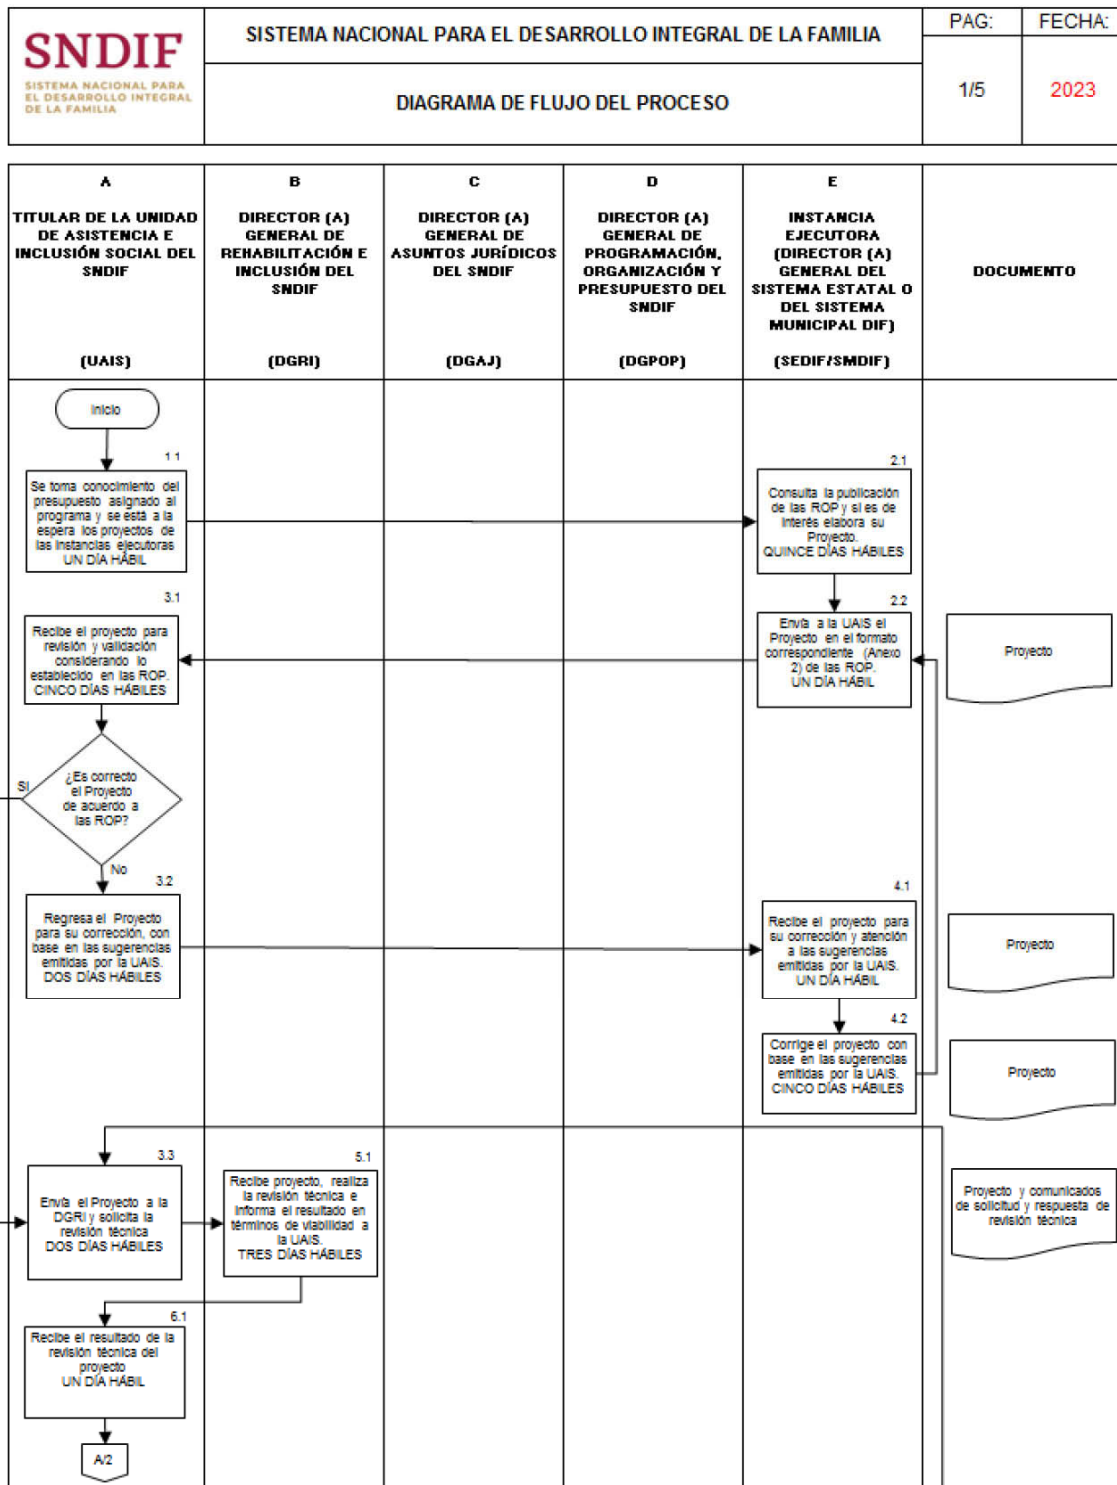 SNDIF
SISTEMA NACIONAL PARA
EL DESARROLLO INTEGRAL
DE LA FAMILIA
SISTEMA NACIONAL PARA EL DESARROLLO INTEGRAL DE LA FAMILIA
DIAGRAMA DE FLUJO DEL PROCESO
PAG:
FECHA:
1/5
2023
A
TITULAR DE LA UNIDAD
DE ASISTENCIA E
INCLUSIÓN SOCIAL DEL
SNDIF
(UAIS)
B
DIRECTOR (A)
GENERAL DE
REHABILITACIÓN E
INCLUSIÓN DEL
SNDIF
(DGRI)
C
DIRECTOR (A)
GENERAL DE
ASUNTOS JURÍDICOS
DEL SNDIF
(DGAJ)
D
DIRECTOR (A)
GENERAL DE
PROGRAMACIÓN,
ORGANIZACIÓN Y
PRESUPUESTO DEL
SNDIF
(DGPOP)
E
INSTANCIA
EJECUTORA
(DIRECTOR (A)
GENERAL DEL
SISTEMA ESTATAL O
DEL SISTEMA
MUNICIPAL DIF)
(SEDIF/SMDIF)
DOCUMENTO
Inicio
1.1
Se toma conocimiento del
presupuesto asignado al
programa y se está a la
espera los proyectos de
las instancias ejecutoras
UN DÍA HÁBIL
2.1
Consulta la publicación
de las ROP y si es de
interés elabora su
Proyecto.
QUINCE DÍAS HÁBILES
3.1
Recibe el proyecto para
revisión y validación
considerando lo
establecido en las ROP.
CINCO DÍAS HÁBILES
2.2
Envía a la UAIS el
Proyecto en el formato
correspondiente (Anexo
2) de las ROP.
UN DÍA HÁBIL
Proyecto
¿Es correcto
el Proyecto
de acuerdo a
las ROP?
SI
No
3.2
Regresa el Proyecto
para su corrección, con
base en las sugerencias
emitidas por la UAIS.
DOS DÍAS HÁBILES
4.1
Recibe el proyecto para
su corrección y atención
a las sugerencias
emitidas por la UAIS.
UN DÍA HÁBIL
Proyecto
4.2
Corrige el proyecto con
base en las sugerencias
emitidas por la UAIS.
CINCO DÍAS HÁBILES
Proyecto
3.3
Envía el Proyecto a la
DGRI y solicita la
revisión técnica
DOS DÍAS HÁBILES
5.1
Recibe proyecto, realiza
la revisión técnica e
informa el resultado en
términos de viabilidad a
la UAIS.
TRES DÍAS HÁBILES
Proyecto y comunicados
de solicitud y respuesta de
revisión técnica
6.1
Recibe el resultado de la
revisión técnica del
proyecto
UN DÍA HÁBIL
A/2